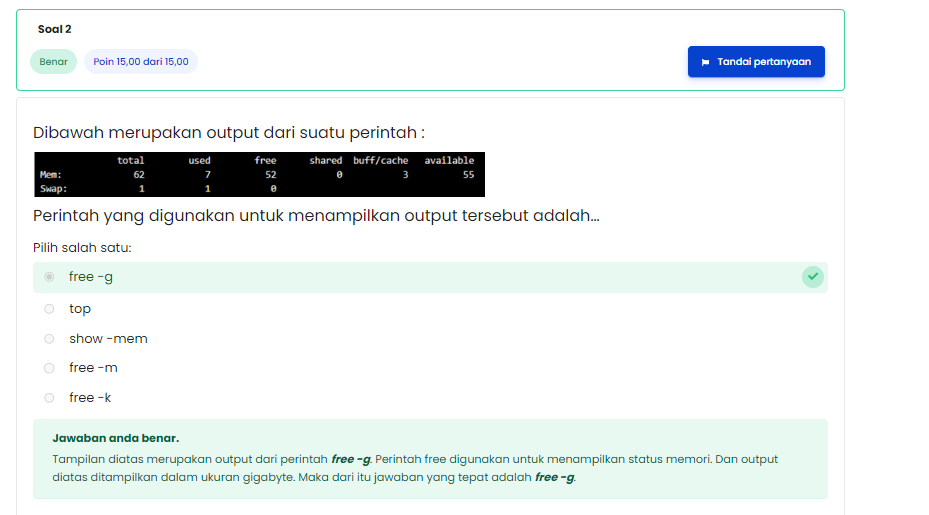 Soal 2
Benar
Poin 15,00 dari 15,00
Tandai pertanyaan
Dibawah merupakan output dari suatu perintah :
total used free shared buff/cache available
Mem: 62 7 52 0 3 55
Swap: 1 1 0
Perintah yang digunakan untuk menampilkan output tersebut adalah...
Pilih salah satu:
free -g
top
show -mem
free -m
free -k
Jawaban anda benar.
Tampilan diatas merupakan output dari perintah free -g. Perintah free digunakan untuk menampilkan status memori. Dan output
diatas ditampilkan dalam ukuran gigabyte. Maka dari itu jawaban yang tepat adalah free -g.